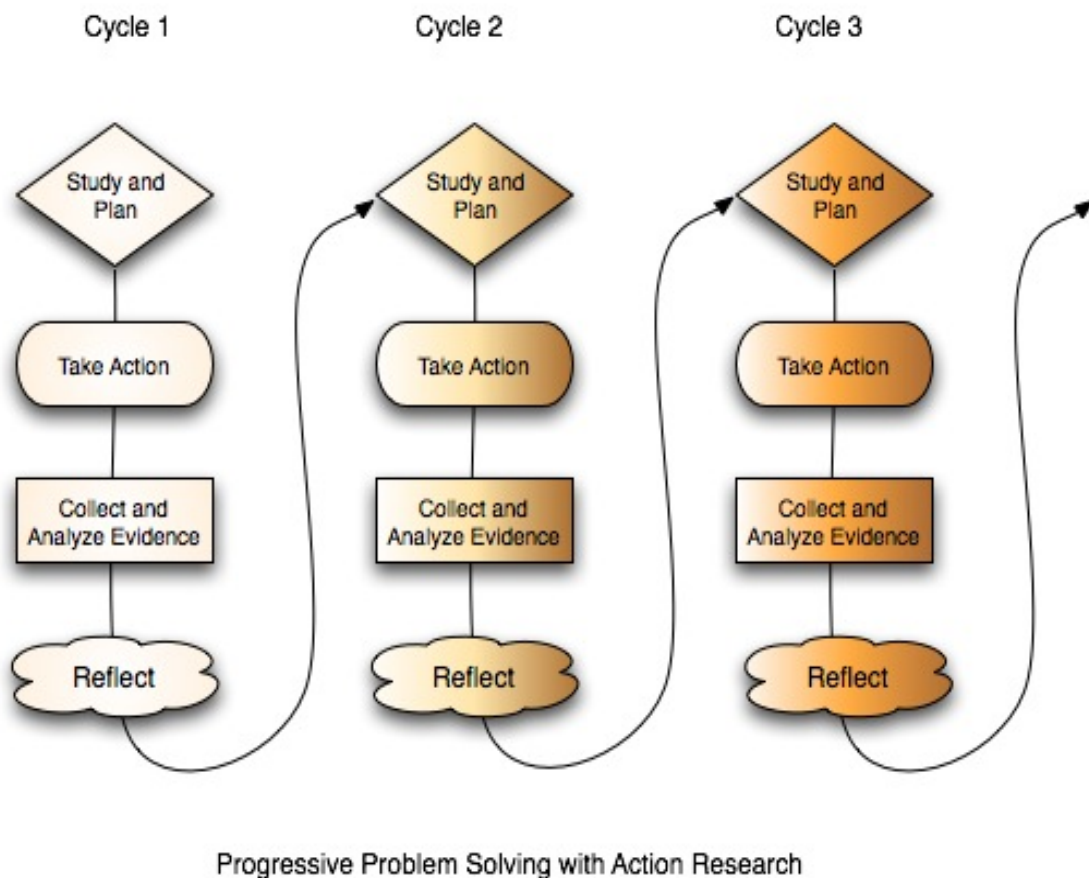 Cycle 1
Cycle 2
Cycle 3
Study and
Plan
Take Action
Collect and
Analyze Evidence
Reflect
Study and
Plan
Take Action
Collect and
Analyze Evidence
Reflect
Study and
Plan
Take Action
Collect and
Analyze Evidence
Reflect
Progressive Problem Solving with Action Research